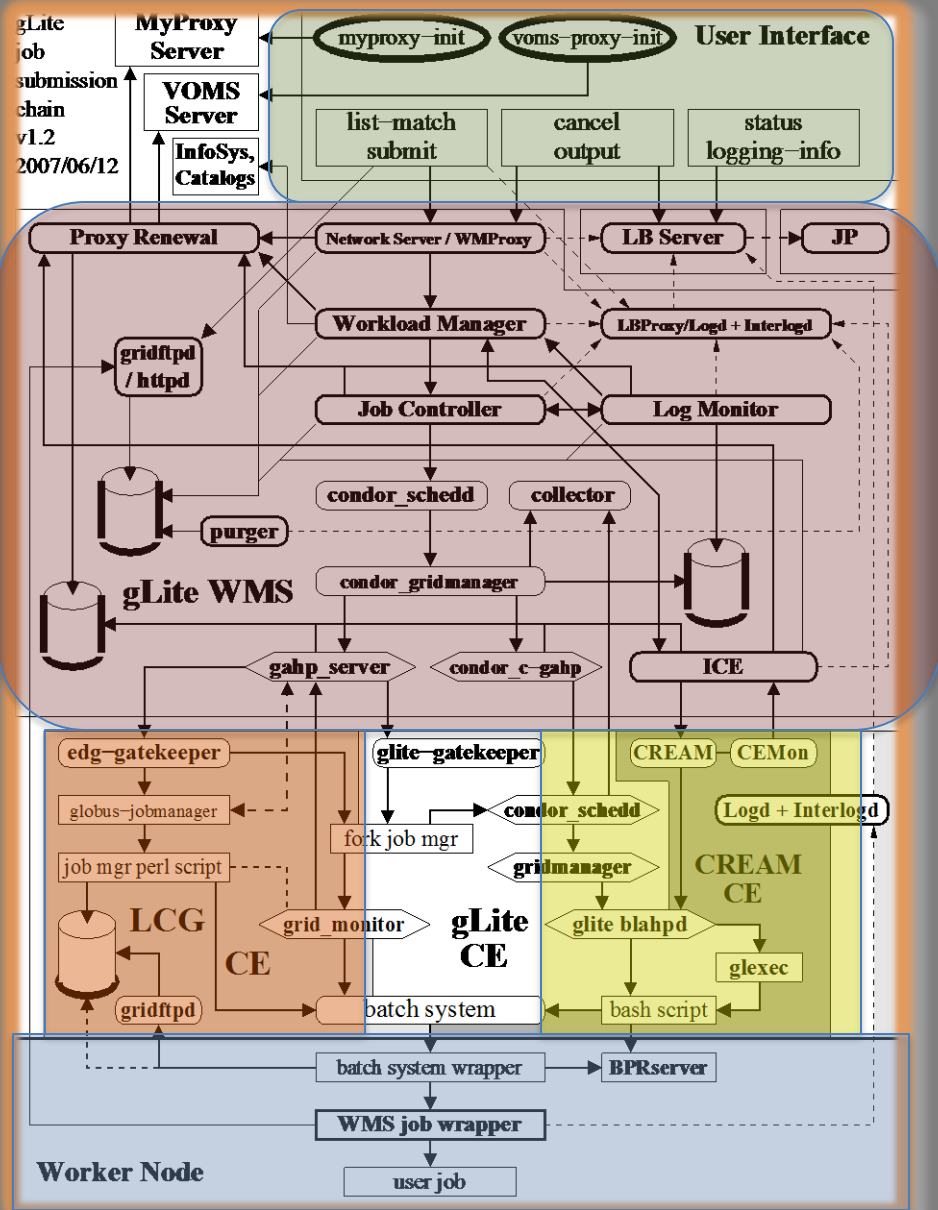 gLite
job
submission
chain
v1.2
2007/06/12
MyProxy
Server
VOMS
Server
InfoSys,
Catalogs
myproxy-init
voms-proxy-init
User Interface
list-match
submit
cancel
output
status
logging-info
Proxy Renewal
Network Server / WMProxy
LB Server
JP
Workload Manager
LBProxy/Logd + Interlogd
gridftpd
/ httpd
Job Controller
Log Monitor
condor_schedd
collector
purger
condor_gridmanager
gLite WMS
gahp_server
condor_c-gahp
ICE
edg-gatekeeper
glite-gatekeeper
CREAM
CEMon
globus-jobmanager
condor_schedd
Logd + Interlogd
fork job mgr
job mgr perl script
gridmanager
CREAM
CE
LCG
CE
grid_monitor
gLite
CE
glite blahpd
glexec
gridftpd
batch system
bash script
batch system wrapper
BPRserver
WMS job wrapper
Worker Node
user job